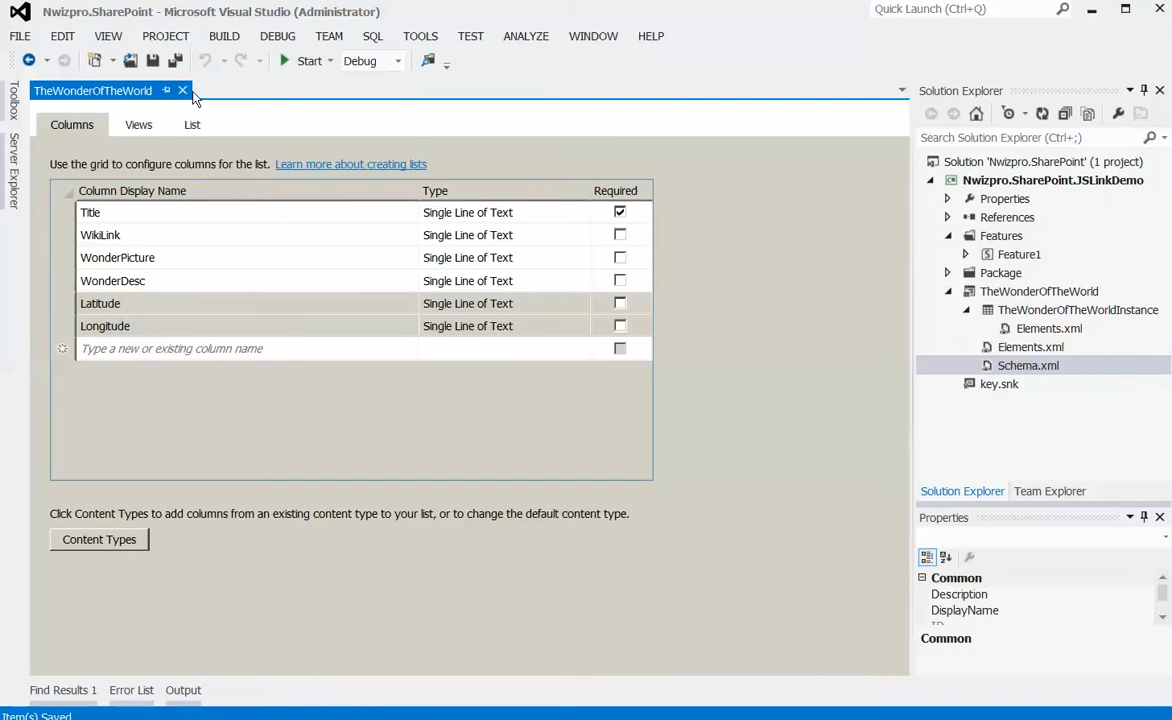 Nwizpro.SharePoint - Microsoft Visual Studio (Administrator)
Quick Launch (Ctrl+Q)
FILE EDIT VIEW PROJECT BUILD DEBUG TEAM SQL TOOLS TEST ANALYZE WINDOW HELP
Start Debug
Toolbox
Server Explorer
TheWonderOfTheWorld
Columns Views List
Use the grid to configure columns for the list. Learn more about creating lists
Column Display Name Type Required
Title Single Line of Text
WikiLink Single Line of Text
WonderPicture Single Line of Text
WonderDesc Single Line of Text
Latitude Single Line of Text
Longitude Single Line of Text
Type a new or existing column name
Click Content Types to add columns from an existing content type to your list, or to change the default content type.
Content Types
Solution Explorer
Search Solution Explorer (Ctrl+;)
Solution 'Nwizpro.SharePoint' (1 project)
Nwizpro.SharePoint.JSLinkDemo
Properties
References
Features
Feature1
Package
TheWonderOfTheWorld
TheWonderOfTheWorldInstance
Elements.xml
Elements.xml
Schema.xml
key.snk
Solution Explorer Team Explorer
Properties
Common
Description
DisplayName
ID
Common
Find Results 1 Error List Output
Item(s) Saved